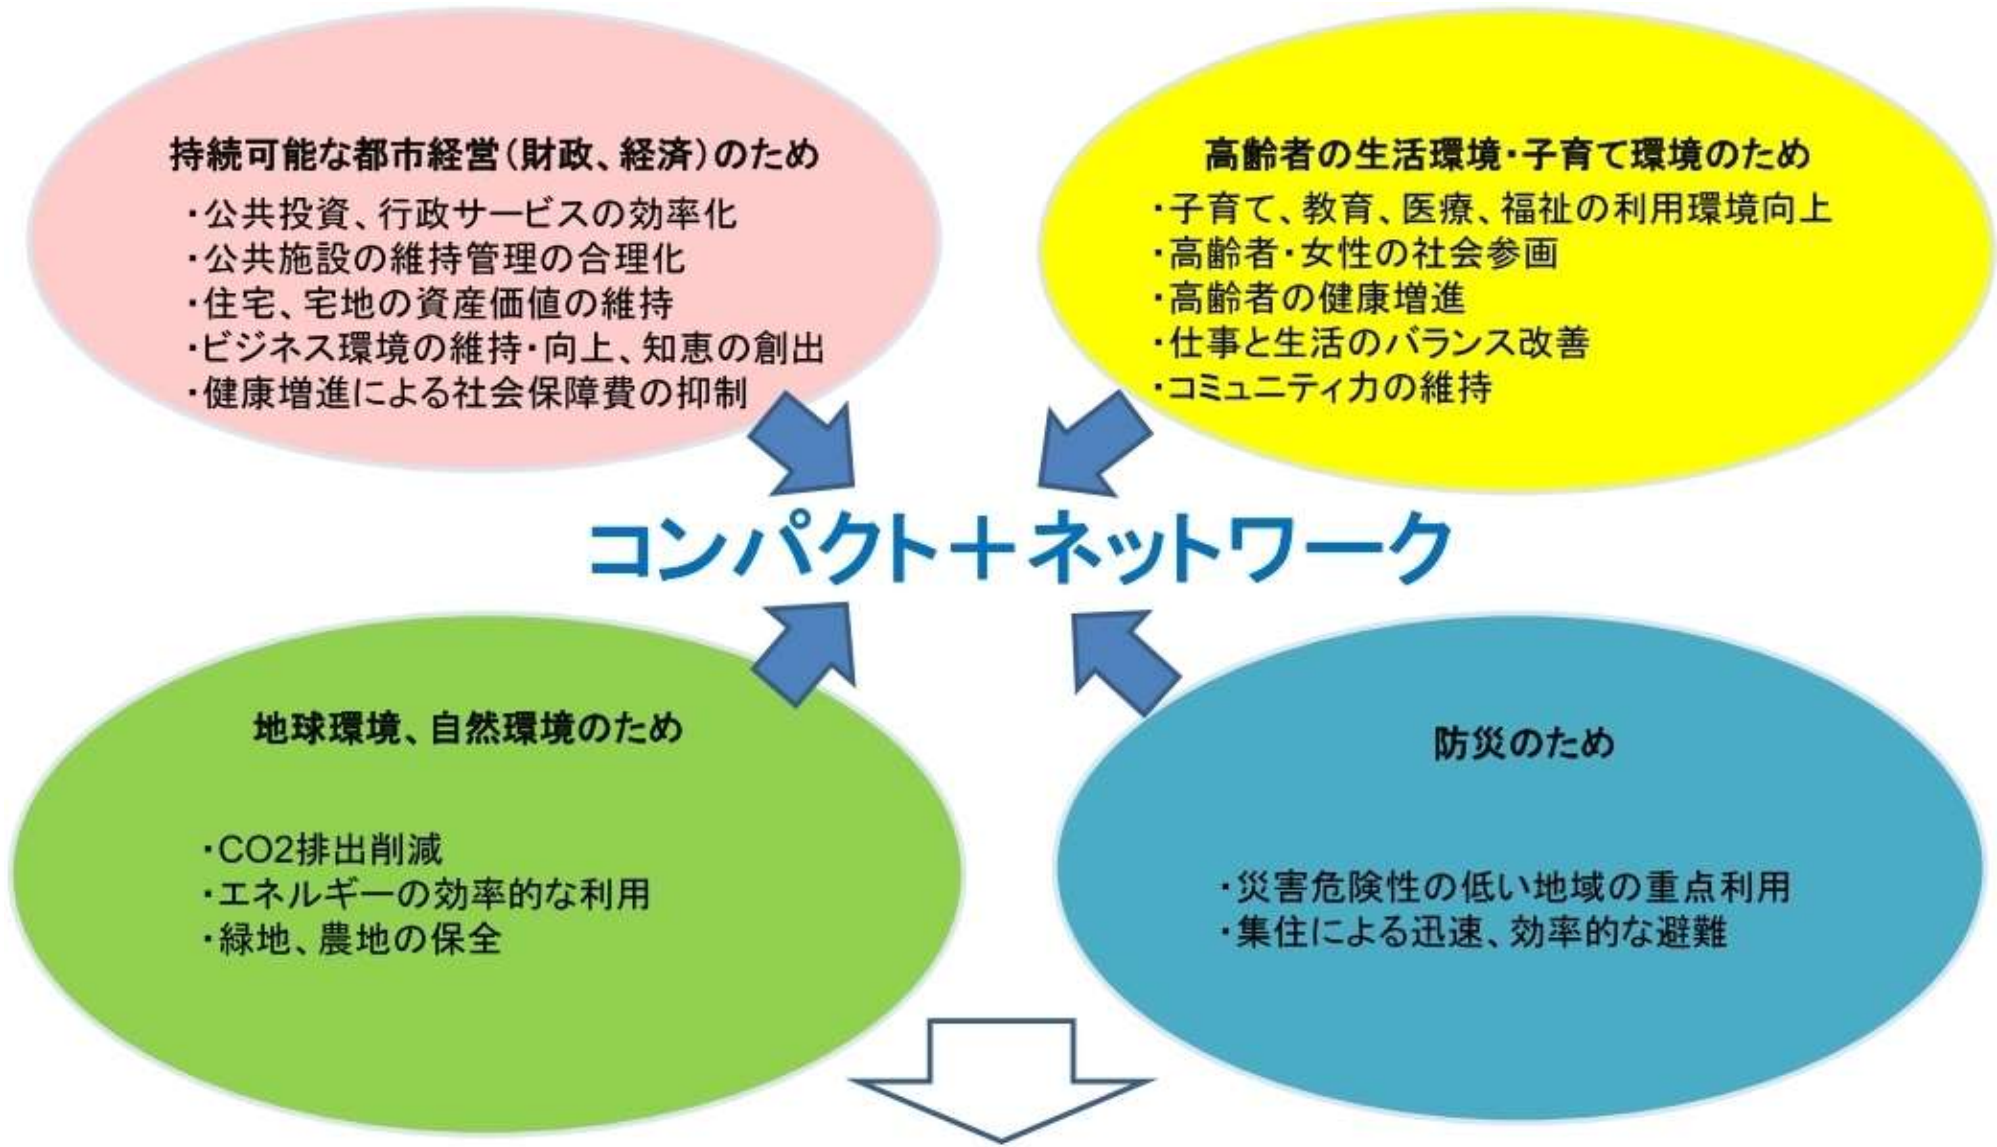 持続可能な都市経営(財政、経済)のため
・公共投資、行政サービスの効率化
・公共施設の維持管理の合理化
・住宅、宅地の資産価値の維持
・ビジネス環境の維持・向上、知恵の創出
・健康増進による社会保障費の抑制
高齢者の生活環境・子育て環境のため
・子育て、教育、医療、福祉の利用環境向上
・高齢者・女性の社会参画
・高齢者の健康増進
・仕事と生活のバランス改善
・コミュニティ力の維持
コンパクト＋ネットワーク
地球環境、自然環境のため
・CO2排出削減
・エネルギーの効率的な利用
・緑地、農地の保全
防災のため
・災害危険性の低い地域の重点利用
・集住による迅速、効率的な避難